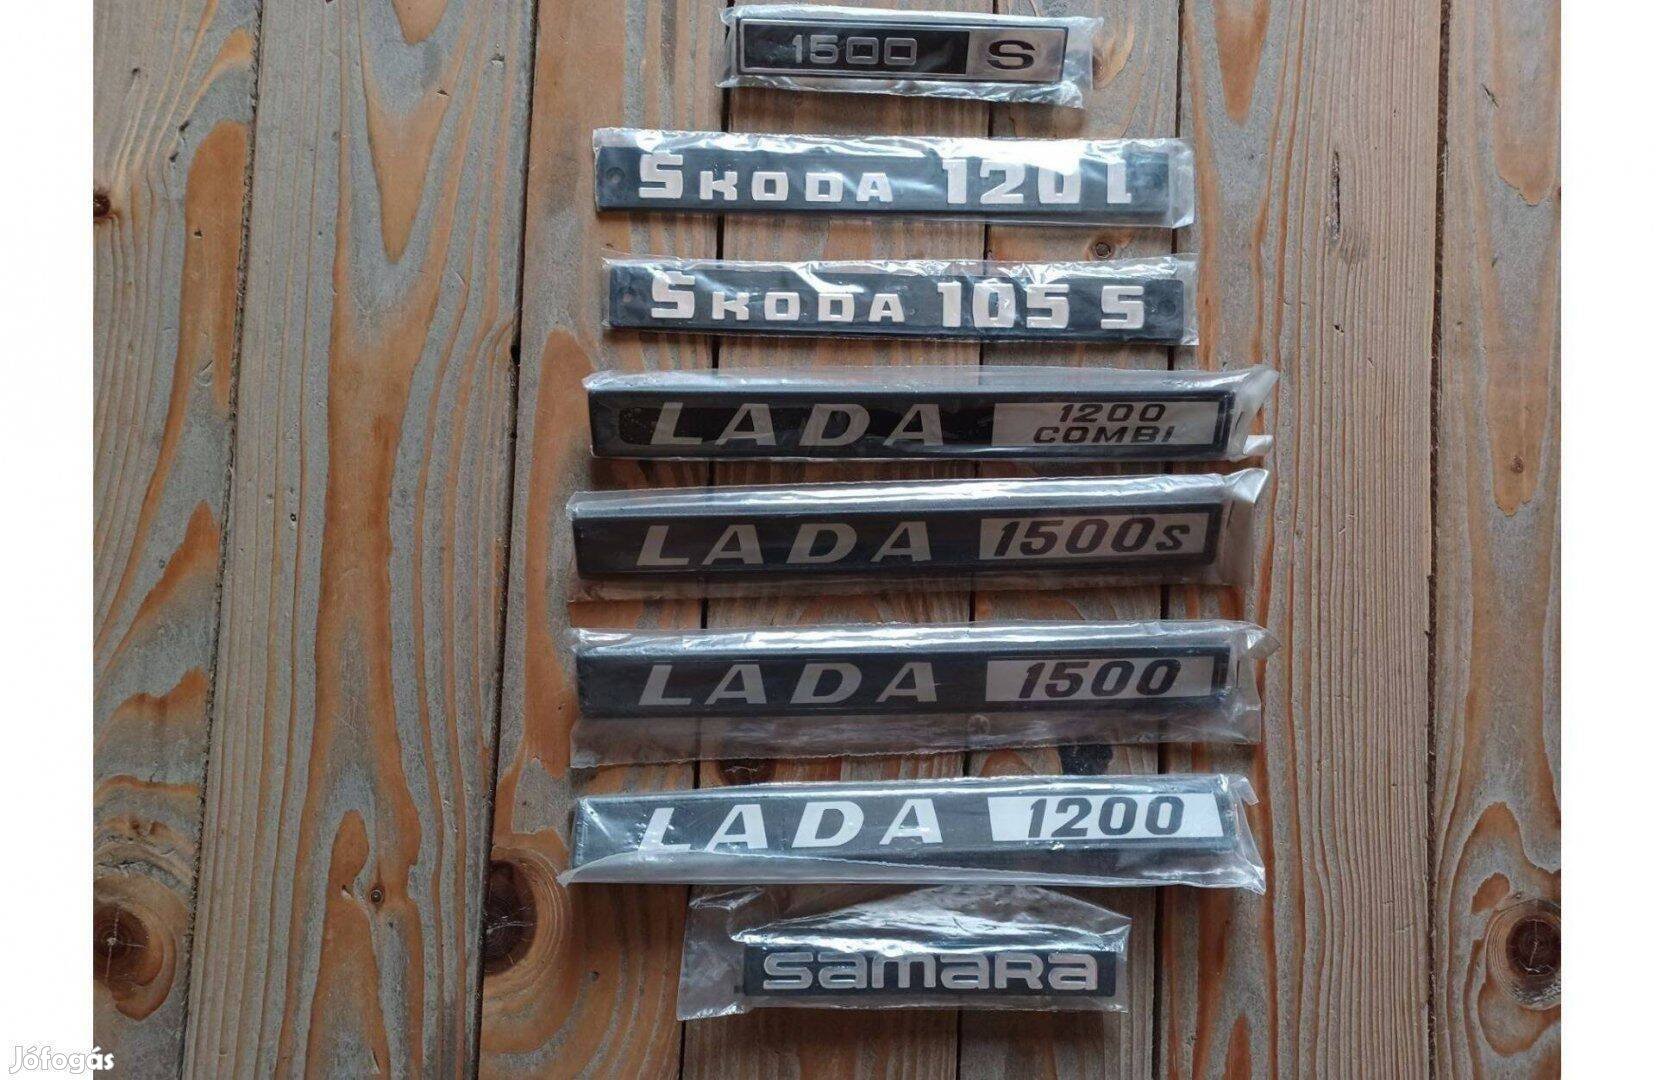 1500 S
ŠKODA 120 L
ŠKODA 105 S
LADA 1200
COMBI
LADA 1500s
LADA 1500
LADA 1200
samara
Jófogás